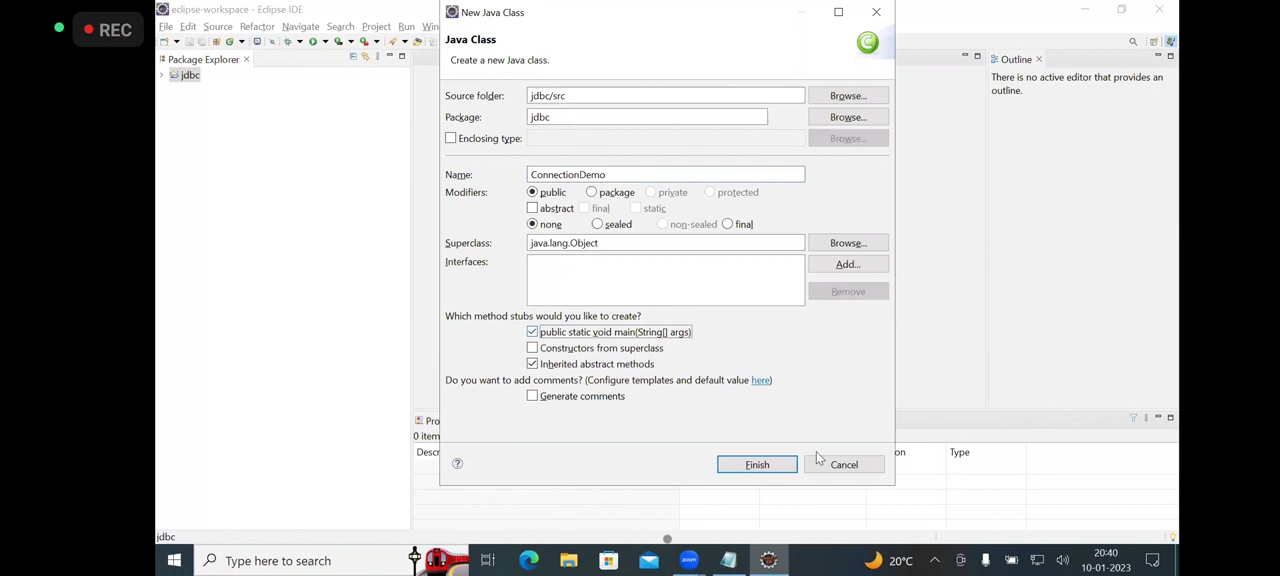 REC
eclipse-workspace - Eclipse IDE
File Edit Source Refactor Navigate Search Project Run
Package Explorer
jdbc
New Java Class
Java Class
Create a new Java class.
Source folder: jdbc/src Browse...
Package: jdbc Browse...
Enclosing type: Browse...
Name: ConnectionDemo
Modifiers: public package private protected
abstract final static
none sealed non-sealed final
Superclass: java.lang.Object Browse...
Interfaces: Add...
Remove
Which method stubs would you like to create?
public static void main(String[] args)
Constructors from superclass
Inherited abstract methods
Do you want to add comments? (Configure templates and default value here)
Generate comments
? Finish Cancel
Outline
There is no active editor that provides an
outline.
0 item
Type
jdbc
Type here to search
zoom
20°C
20:40
10-01-2023